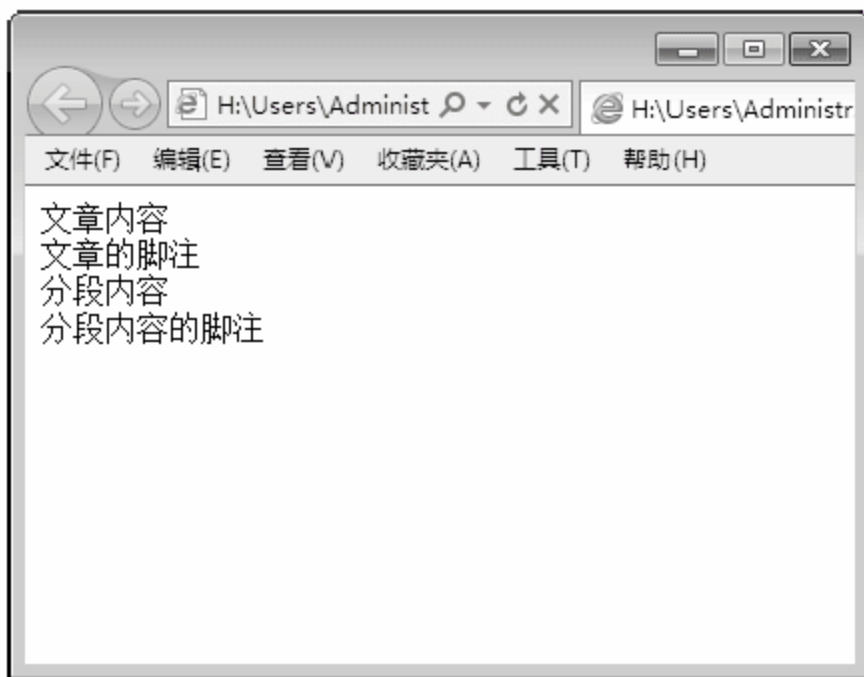 H:\Users\Administ
H:\Users\Administr
文件(F) 编辑(E) 查看(V) 收藏夹(A) 工具(T) 帮助(H)
文章内容
文章的脚注
分段内容
分段内容的脚注